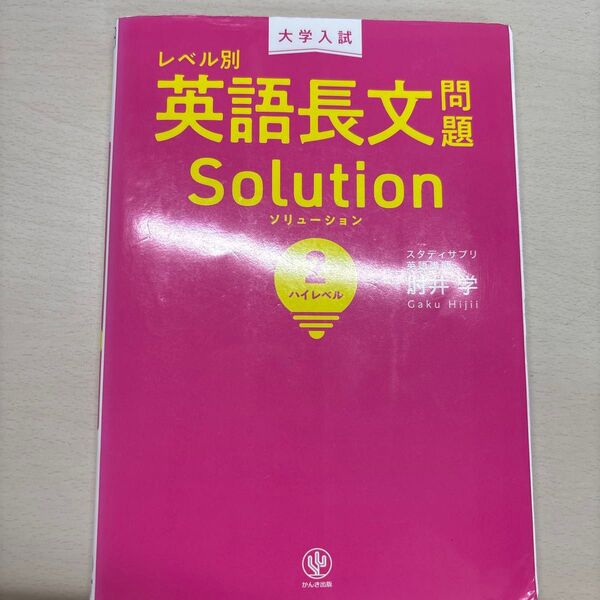 大学入試
レベル別
英語長文問題
Solution
ソリューション
2
ハイレベル
スタディサプリ
英語講師
肘井 学
Gaku Hijii
かんき出版